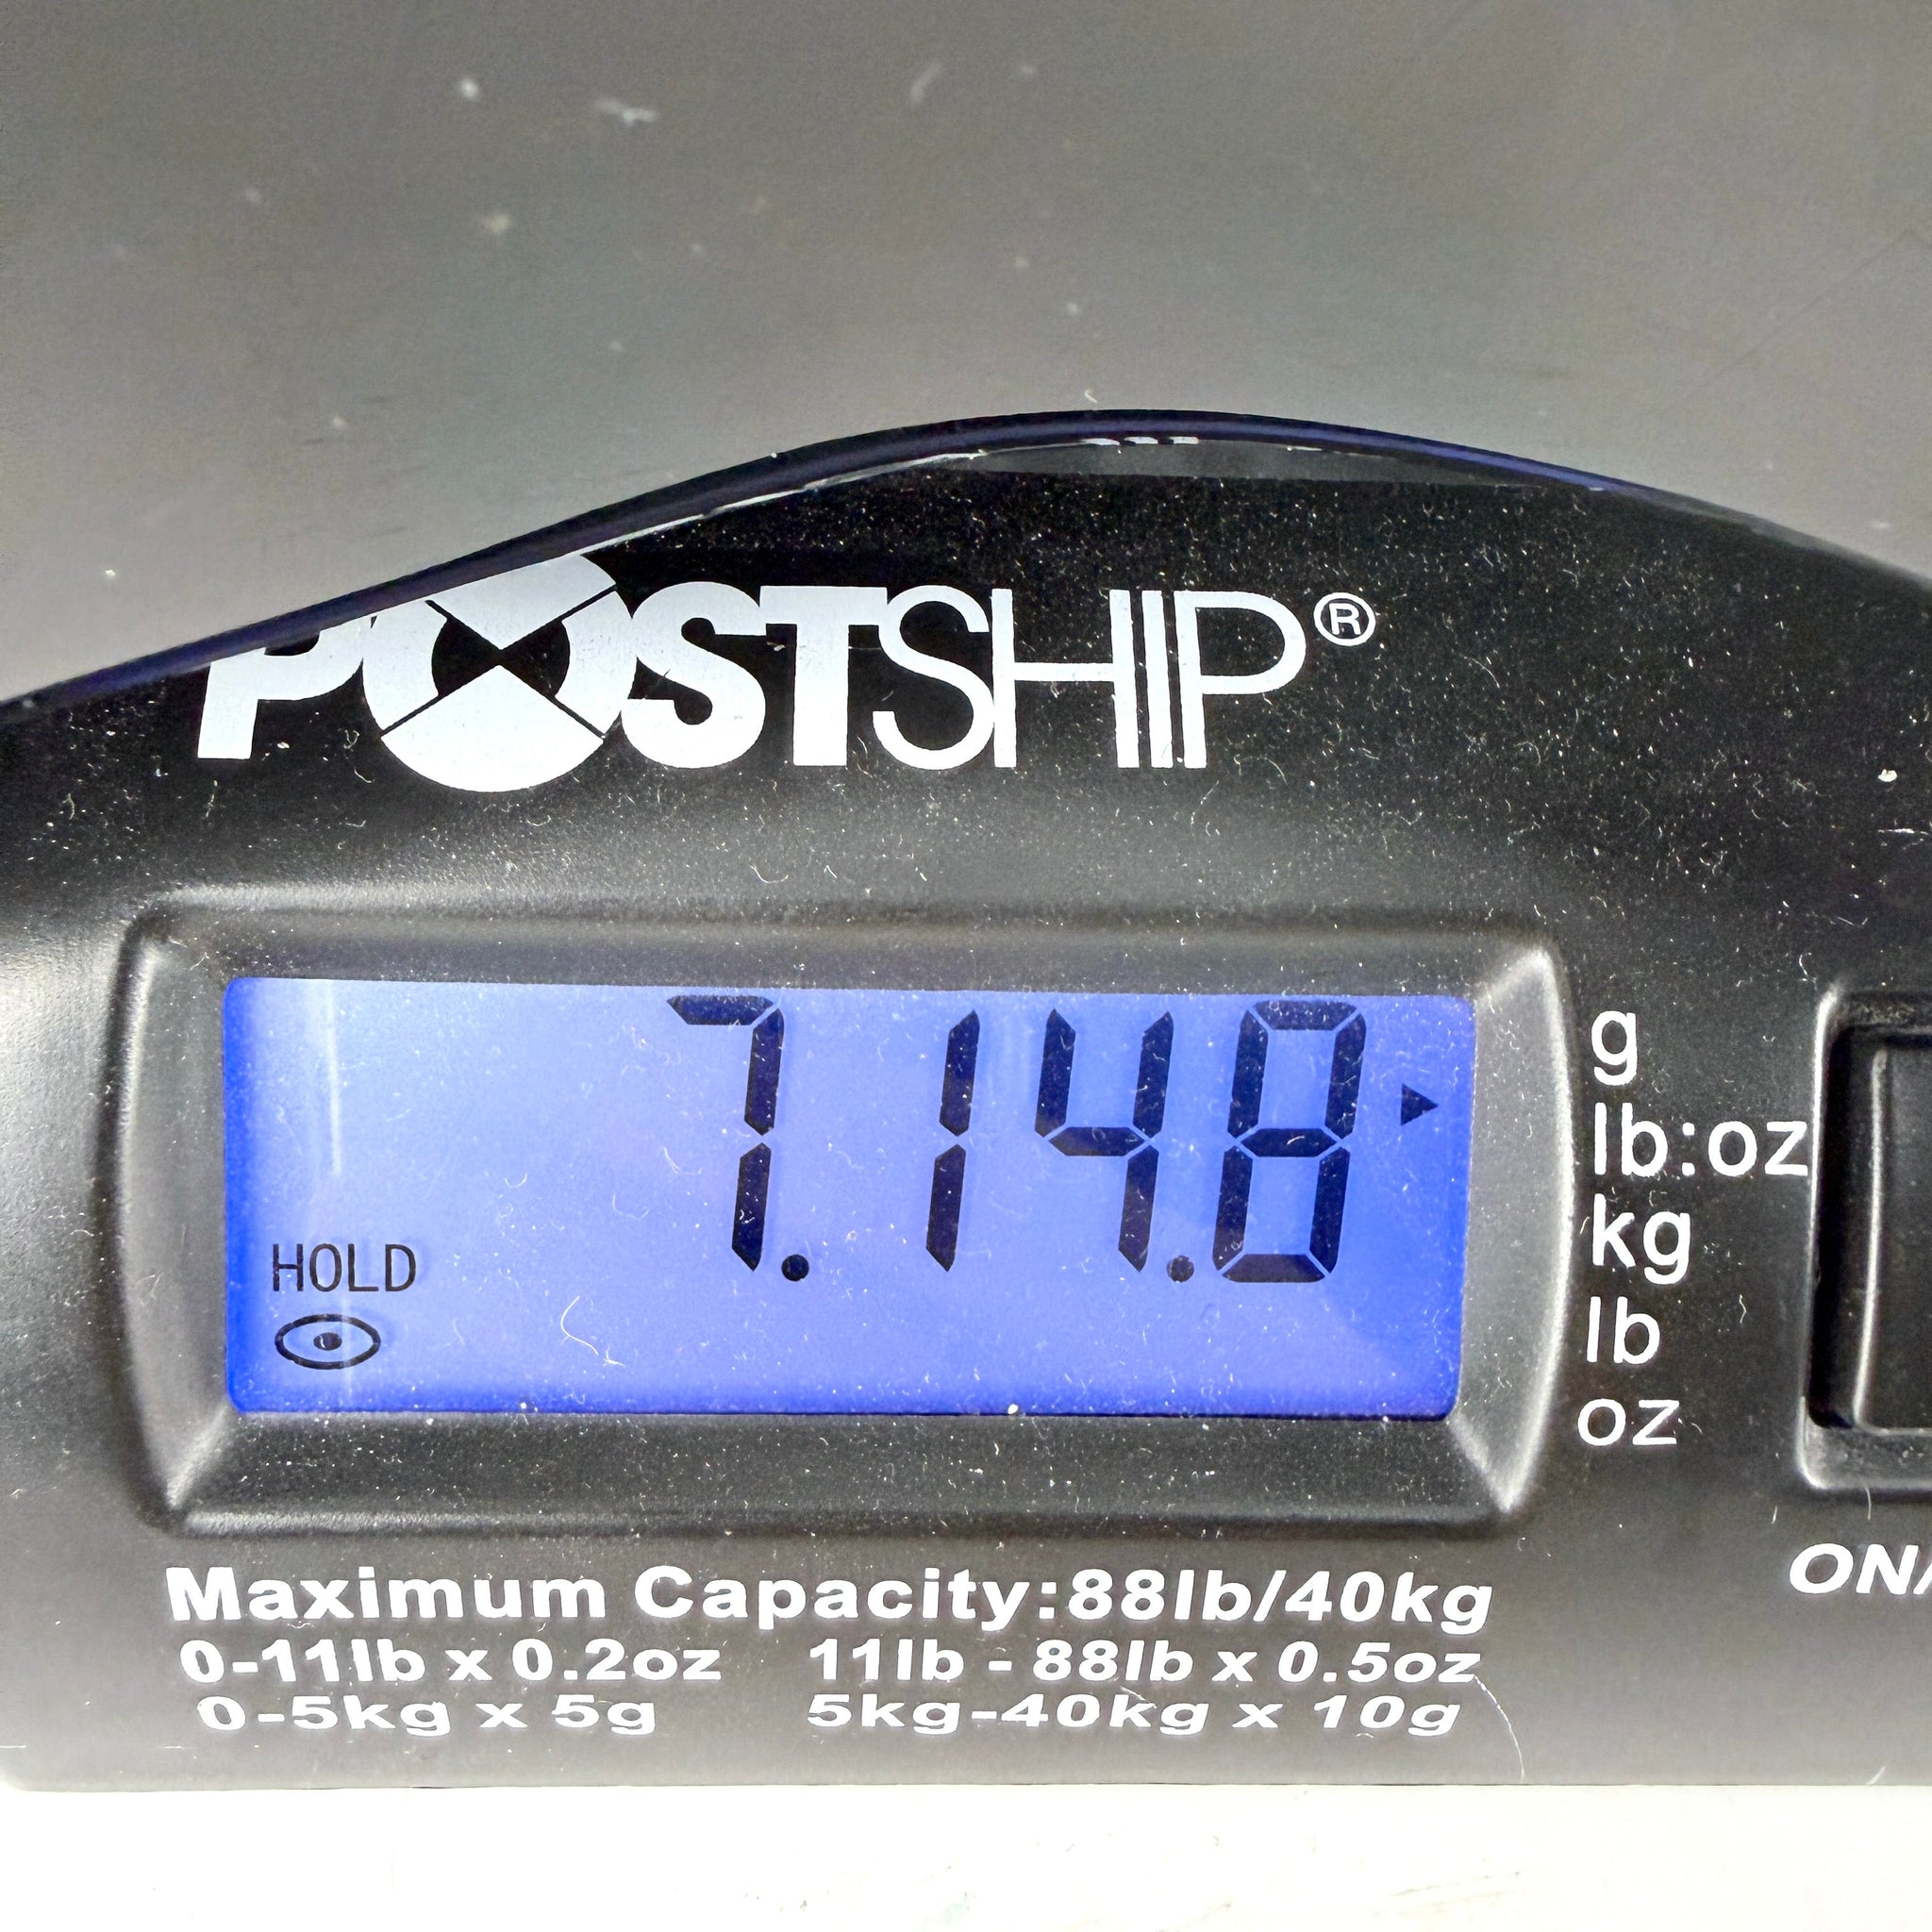 POSTSHIP®
7.14.8
HOLD
g
lb:oz
kg
lb
oz
Maximum Capacity:88lb/40kg
0-11lb x 0.2oz 11lb - 88lb x 0.5oz
0-5kg x 5g 5kg-40kg x 10g
ON/